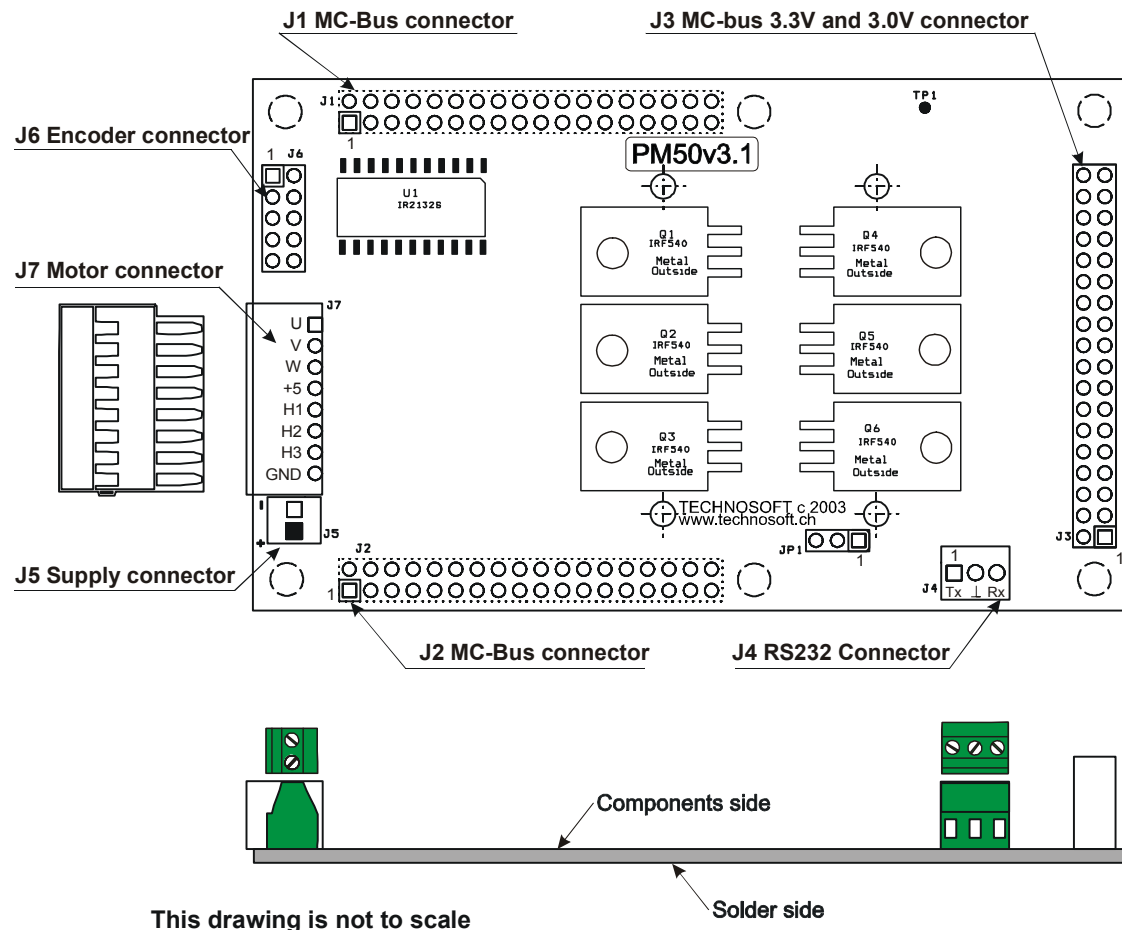 J1 MC-Bus connector
J3 MC-bus 3.3V and 3.0V connector
J1
1
TP1
J6 Encoder connector
1 J6
PM50v3.1
U1
IR2132S
Q1
IRF540
Metal
Outside
Q4
IRF540
Metal
Outside
J7 Motor connector
J7
U
V
W
+5
H1
H2
H3
GND
Q2
IRF540
Metal
Outside
Q5
IRF540
Metal
Outside
Q3
IRF540
Metal
Outside
Q6
IRF540
Metal
Outside
TECHNOSOFT c 2003
www.technosoft.ch
- 
+
J5
JP1
1
J3
1
J5 Supply connector
J2
1
J4
1
Tx ⊥ Rx
J2 MC-Bus connector
J4 RS232 Connector
Components side
Solder side
This drawing is not to scale